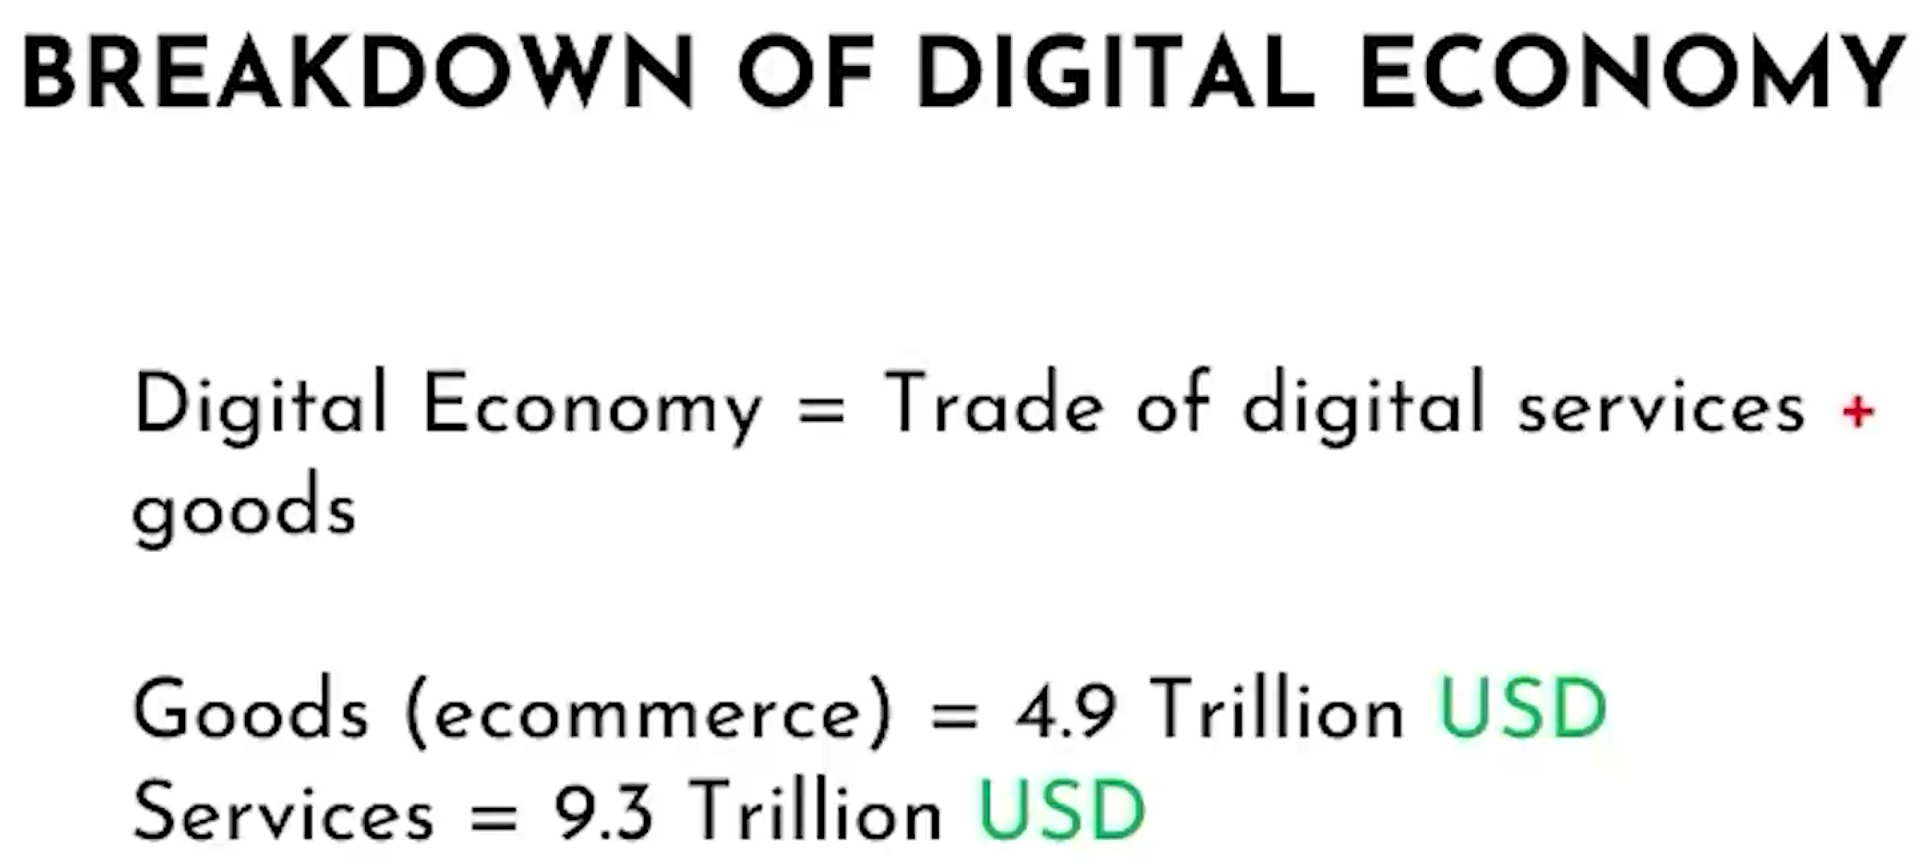 BREAKDOWN OF DIGITAL ECONOMY
Digital Economy = Trade of digital services +
goods
Goods (ecommerce) = 4.9 Trillion USD
Services = 9.3 Trillion USD